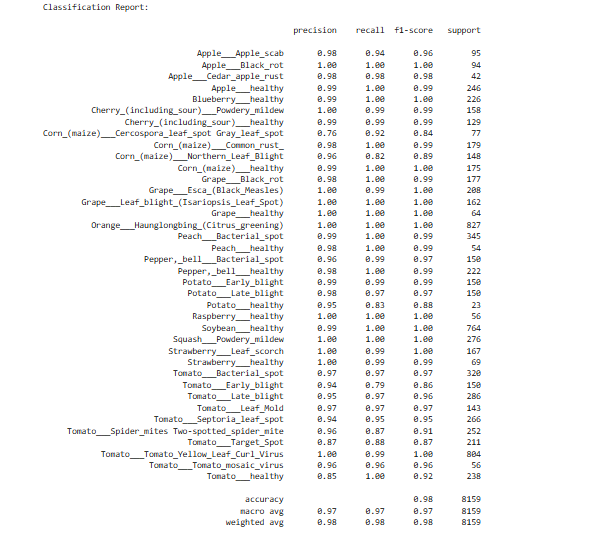 Classification Report:
precision recall f1-score support
Apple___Apple_scab 0.98 0.94 0.96 95
Apple___Black_rot 1.00 1.00 1.00 94
Apple___Cedar_apple_rust 0.98 0.98 0.98 42
Apple___healthy 0.99 1.00 0.99 246
Blueberry___healthy 0.99 1.00 1.00 226
Cherry_(including_sour)___Powdery_mildew 1.00 0.99 0.99 158
Cherry_(including_sour)___healthy 0.99 0.99 0.99 129
Corn_(maize)___Cercospora_leaf_spot Gray_leaf_spot 0.76 0.92 0.84 77
Corn_(maize)___Common_rust_ 0.98 1.00 0.99 179
Corn_(maize)___Northern_Leaf_Blight 0.96 0.82 0.89 148
Corn_(maize)___healthy 0.99 1.00 1.00 175
Grape___Black_rot 0.98 1.00 0.99 177
Grape___Esca_(Black_Measles) 1.00 0.99 1.00 208
Grape___Leaf_blight_(Isariopsis_Leaf_Spot) 1.00 1.00 1.00 162
Grape___healthy 1.00 1.00 1.00 64
Orange___Haunglongbing_(Citrus_greening) 1.00 1.00 1.00 827
Peach___Bacterial_spot 0.99 1.00 0.99 345
Peach___healthy 0.98 1.00 0.99 54
Pepper,_bell___Bacterial_spot 0.96 0.99 0.97 150
Pepper,_bell___healthy 0.98 1.00 0.99 222
Potato___Early_blight 0.99 0.99 0.99 150
Potato___Late_blight 0.98 0.97 0.97 150
Potato___healthy 0.95 0.83 0.88 23
Raspberry___healthy 1.00 1.00 1.00 56
Soybean___healthy 0.99 1.00 1.00 764
Squash___Powdery_mildew 1.00 1.00 1.00 276
Strawberry___Leaf_scorch 1.00 0.99 1.00 167
Strawberry___healthy 1.00 0.99 0.99 69
Tomato___Bacterial_spot 0.97 0.97 0.97 320
Tomato___Early_blight 0.94 0.79 0.86 150
Tomato___Late_blight 0.95 0.97 0.96 286
Tomato___Leaf_Mold 0.97 0.97 0.97 143
Tomato___Septoria_leaf_spot 0.94 0.95 0.95 266
Tomato___Spider_mites Two-spotted_spider_mite 0.96 0.87 0.91 252
Tomato___Target_Spot 0.87 0.88 0.87 211
Tomato___Tomato_Yellow_Leaf_Curl_Virus 1.00 0.99 1.00 804
Tomato___Tomato_mosaic_virus 0.96 0.96 0.96 56
Tomato___healthy 0.85 1.00 0.92 238
accuracy 0.98 8159
macro avg 0.97 0.97 0.97 8159
weighted avg 0.98 0.98 0.98 8159